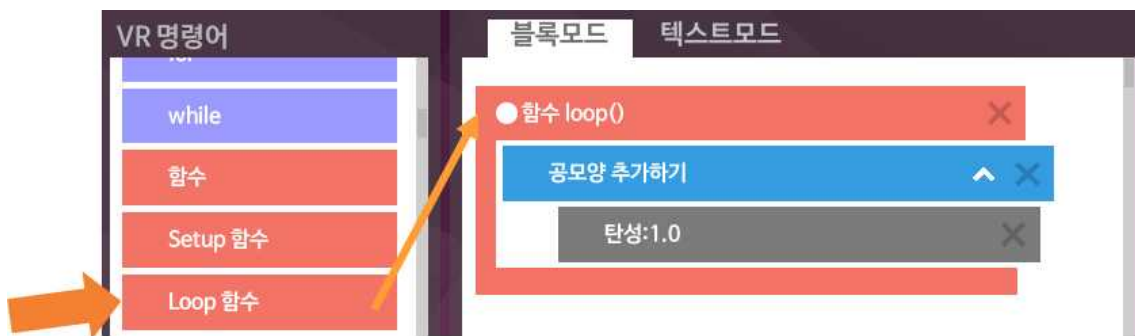 VR 명령어
while
함수
Setup 함수
Loop 함수
블록모드
텍스트모드
함수 loop()
공모양 추가하기
탄성:1.0